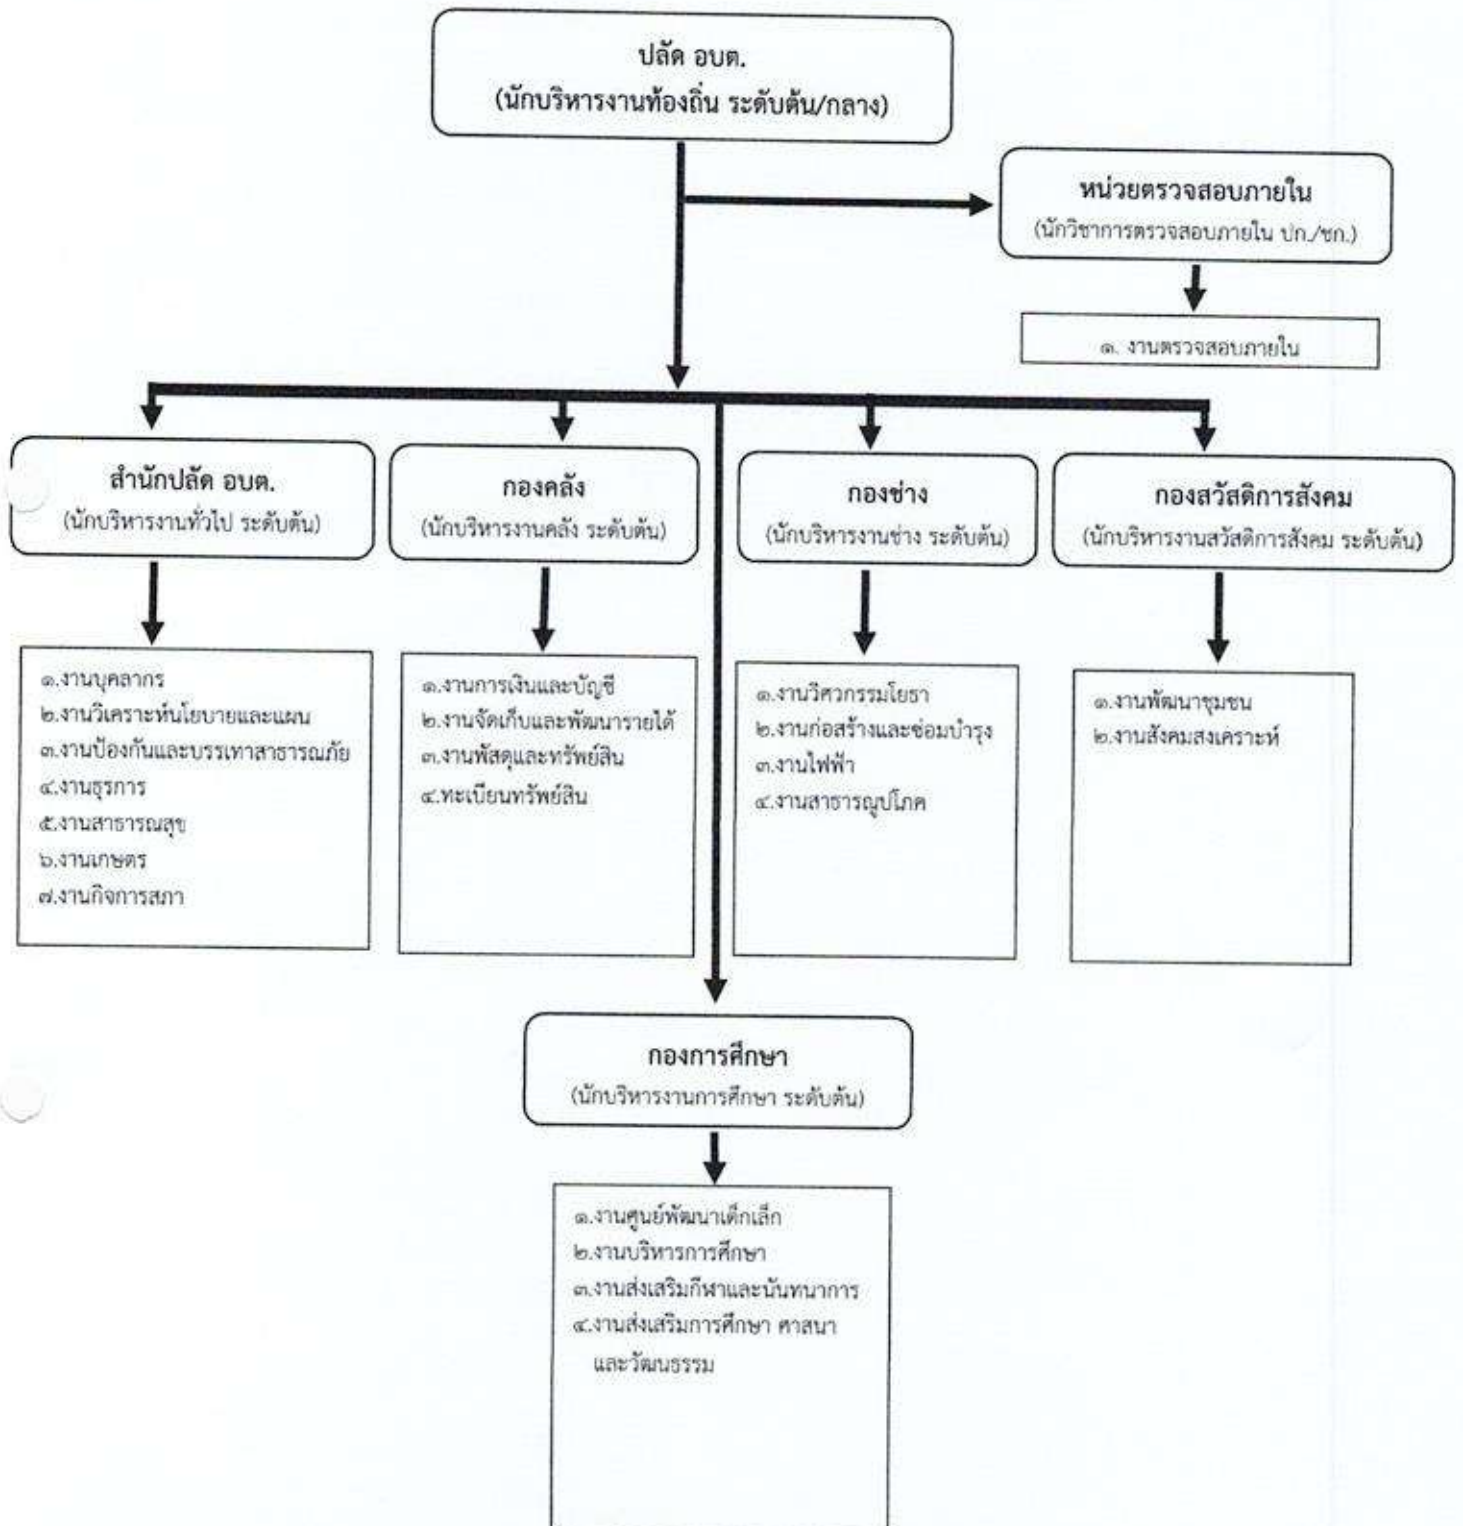 ปลัด อบต.
(นักบริหารงานท้องถิ่น ระดับต้น/กลาง)
หน่วยตรวจสอบภายใน
(นักวิชาการตรวจสอบภายใน ปก./ชก.)
๑. งานตรวจสอบภายใน
สำนักปลัด อบต.
(นักบริหารงานทั่วไป ระดับต้น)
กองคลัง
(นักบริหารงานคลัง ระดับต้น)
กองช่าง
(นักบริหารงานช่าง ระดับต้น)
กองสวัสดิการสังคม
(นักบริหารงานสวัสดิการสังคม ระดับต้น)
๑.งานบุคลากร
๒.งานวิเคราะห์นโยบายและแผน
๓.งานป้องกันและบรรเทาสาธารณภัย
๔.งานธุรการ
๕.งานสาธารณสุข
๖.งานเกษตร
๗.งานกิจการสภา
๑.งานการเงินและบัญชี
๒.งานจัดเก็บและพัฒนารายได้
๓.งานพัสดุและทรัพย์สิน
๔.ทะเบียนทรัพย์สิน
๑.งานวิศวกรรมโยธา
๒.งานก่อสร้างและซ่อมบำรุง
๓.งานไฟฟ้า
๔.งานสาธารณูปโภค
๑.งานพัฒนาชุมชน
๒.งานสังคมสงเคราะห์
กองการศึกษา
(นักบริหารงานการศึกษา ระดับต้น)
๑.งานศูนย์พัฒนาเด็กเล็ก
๒.งานบริหารการศึกษา
๓.งานส่งเสริมกีฬาและนันทนาการ
๔.งานส่งเสริมการศึกษา ศาสนา
และวัฒนธรรม